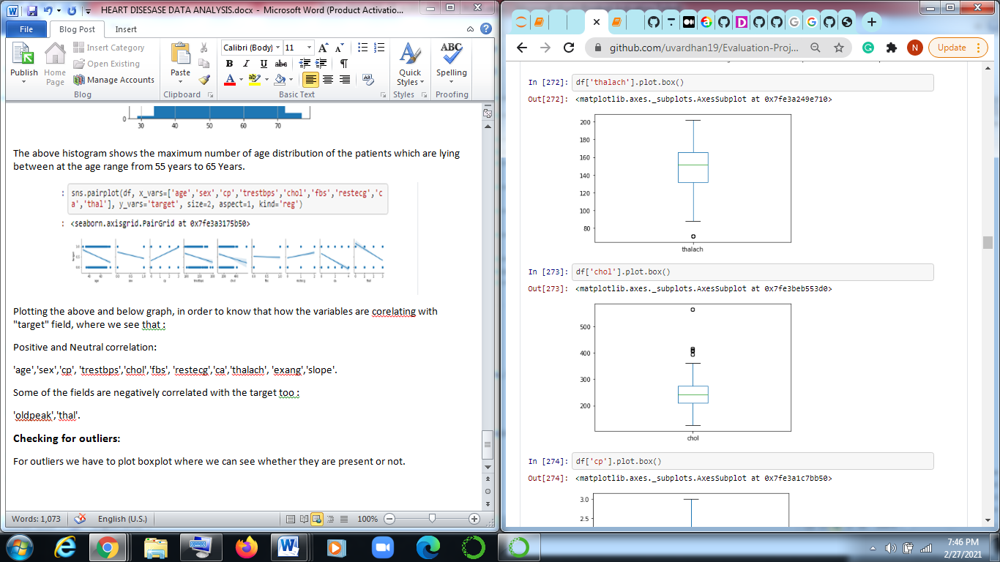 HEART DISESASE DATA ANALYSIS.docx - Microsoft Word (Product Activatio...
File
Blog Post
Insert
Publish
Home Page
Insert Category
Open Existing
Manage Accounts
Blog
Paste
Clipboard
Calibri (Body)
11
B I U abc
Basic Text
Quick Styles
Styles
ABC
Spelling
Proofing
0
30 40 50 60 70
The above histogram shows the maximum number of age distribution of the patients which are lying
between at the age range from 55 years to 65 Years.
: sns.pairplot(df, x_vars=['age','sex','cp','trestbps','chol','fbs','restecg','c
a','thal'], y_vars='target', size=2, aspect=1, kind='reg')
: <seaborn.axisgrid.PairGrid at 0x7fe3a3175b50>
Plotting the above and below graph, in order to know that how the variables are corelating with
"target" field, where we see that :
Positive and Neutral correlation:
'age','sex','cp', 'trestbps','chol','fbs', 'restecg','ca','thalach', 'exang','slope'.
Some of the fields are negatively correlated with the target too :
'oldpeak','thal'.
Checking for outliers:
For outliers we have to plot boxplot where we can see whether they are present or not.
Words: 1,073
English (U.S.)
100%
github.com/uvardhan19/Evaluation-Proj...
N
Update
In [272]: df['thalach'].plot.box()
Out[272]: <matplotlib.axes._subplots.AxesSubplot at 0x7fe3a249e710>
200
180
160
140
120
100
80
thalach
In [273]: df['chol'].plot.box()
Out[273]: <matplotlib.axes._subplots.AxesSubplot at 0x7fe3beb553d0>
500
400
300
200
chol
In [274]: df['cp'].plot.box()
Out[274]: <matplotlib.axes._subplots.AxesSubplot at 0x7fe3a1c7bb50>
3.0
2.5
7:46 PM
2/27/2021